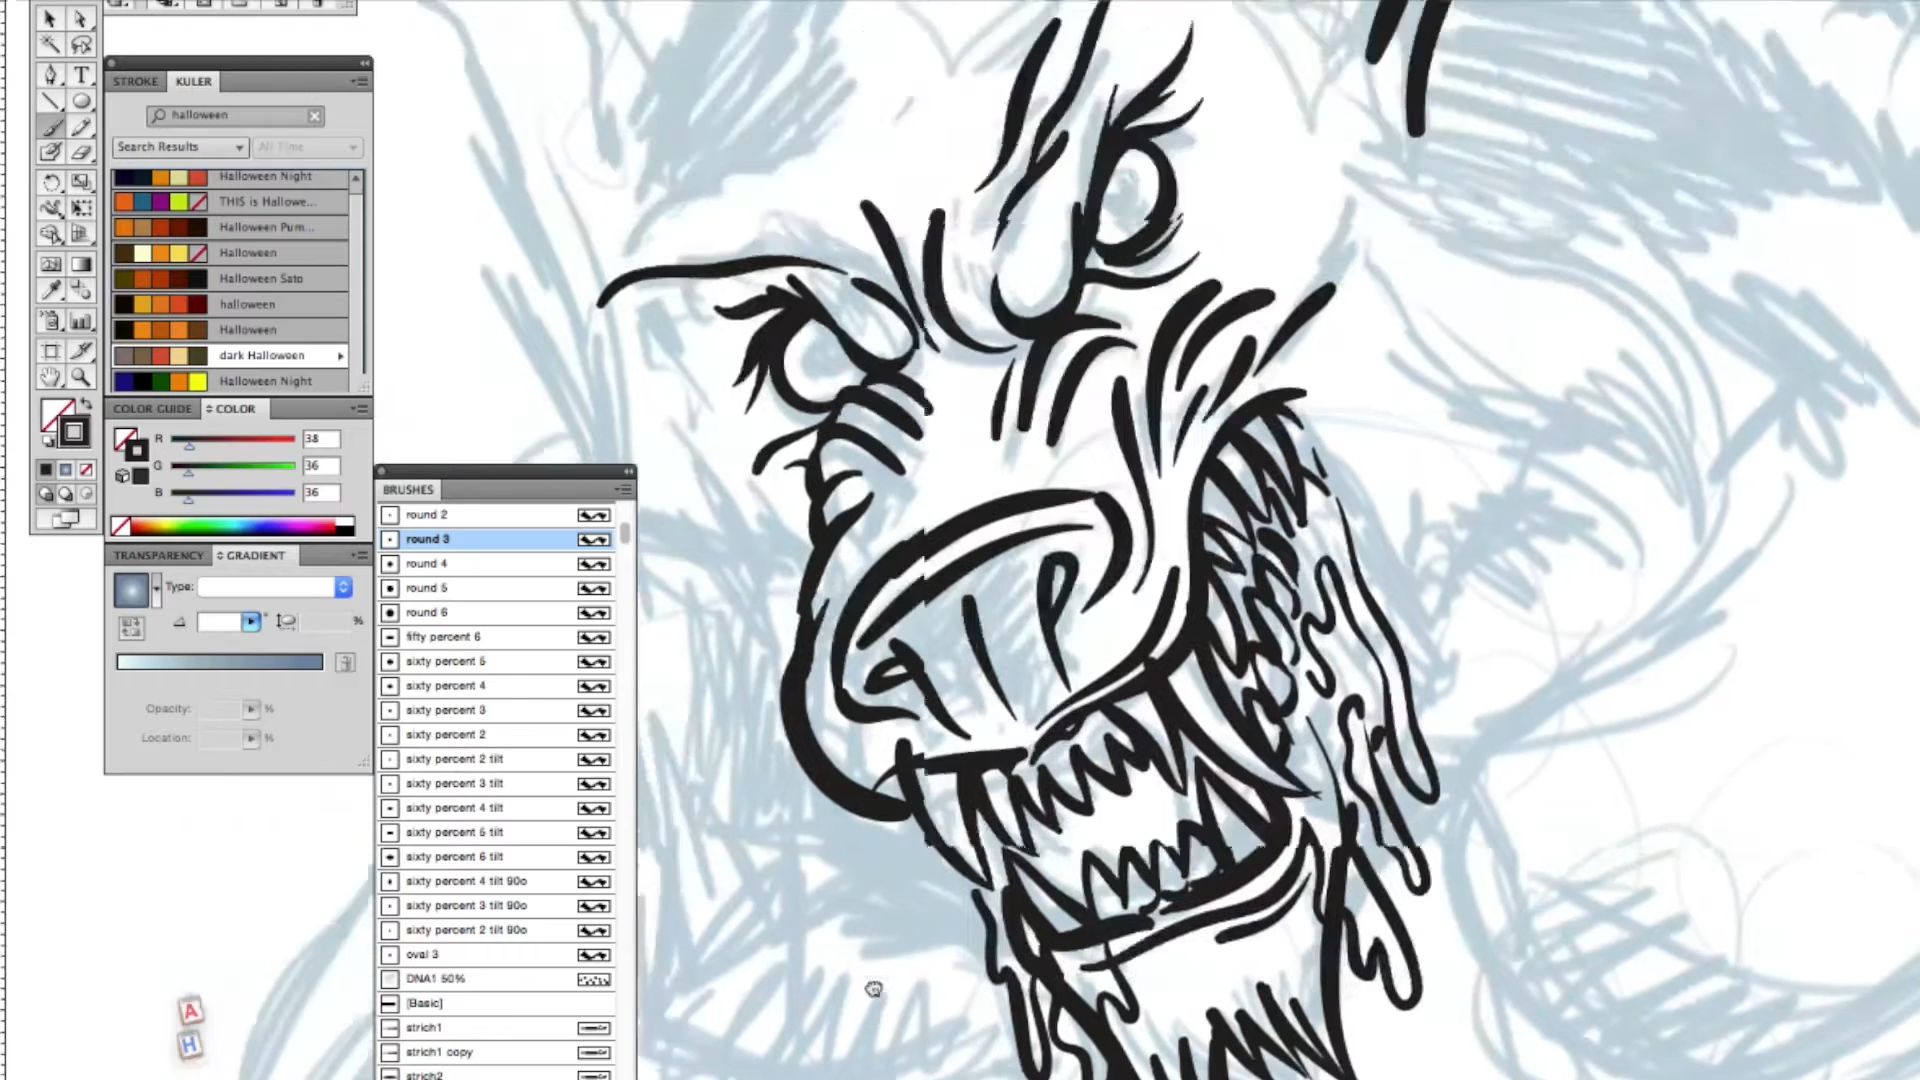 STROKE KULER
halloween
Search Results All Time
Halloween Night
THIS is Hallowe...
Halloween Pum...
Halloween
Halloween Sato
halloween
Halloween
dark Halloween
Halloween Night
COLOR GUIDE COLOR
R 38
G 36
B 36
TRANSPARENCY GRADIENT
Type:
%
Opacity: %
Location: %
BRUSHES
round 2
round 3
round 4
round 5
round 6
fifty percent 6
sixty percent 5
sixty percent 4
sixty percent 3
sixty percent 2
sixty percent 2 tilt
sixty percent 3 tilt
sixty percent 4 tilt
sixty percent 5 tilt
sixty percent 6 tilt
sixty percent 4 tilt 90o
sixty percent 3 tilt 90o
sixty percent 2 tilt 90o
oval 3
DNA1 50%
[Basic]
strich1
strich1 copy
strich2
A
H